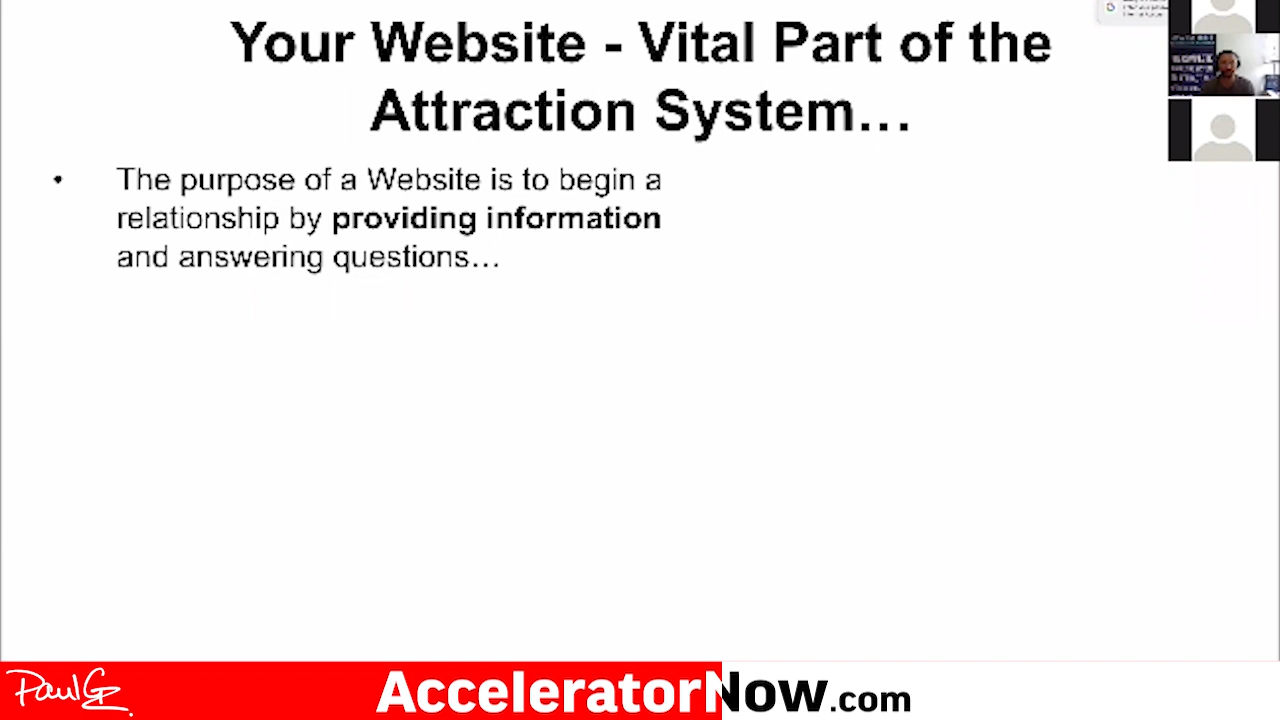 Your Website - Vital Part of the
Attraction System…
• The purpose of a Website is to begin a
relationship by providing information
and answering questions…
PaulG
AcceleratorNow.com